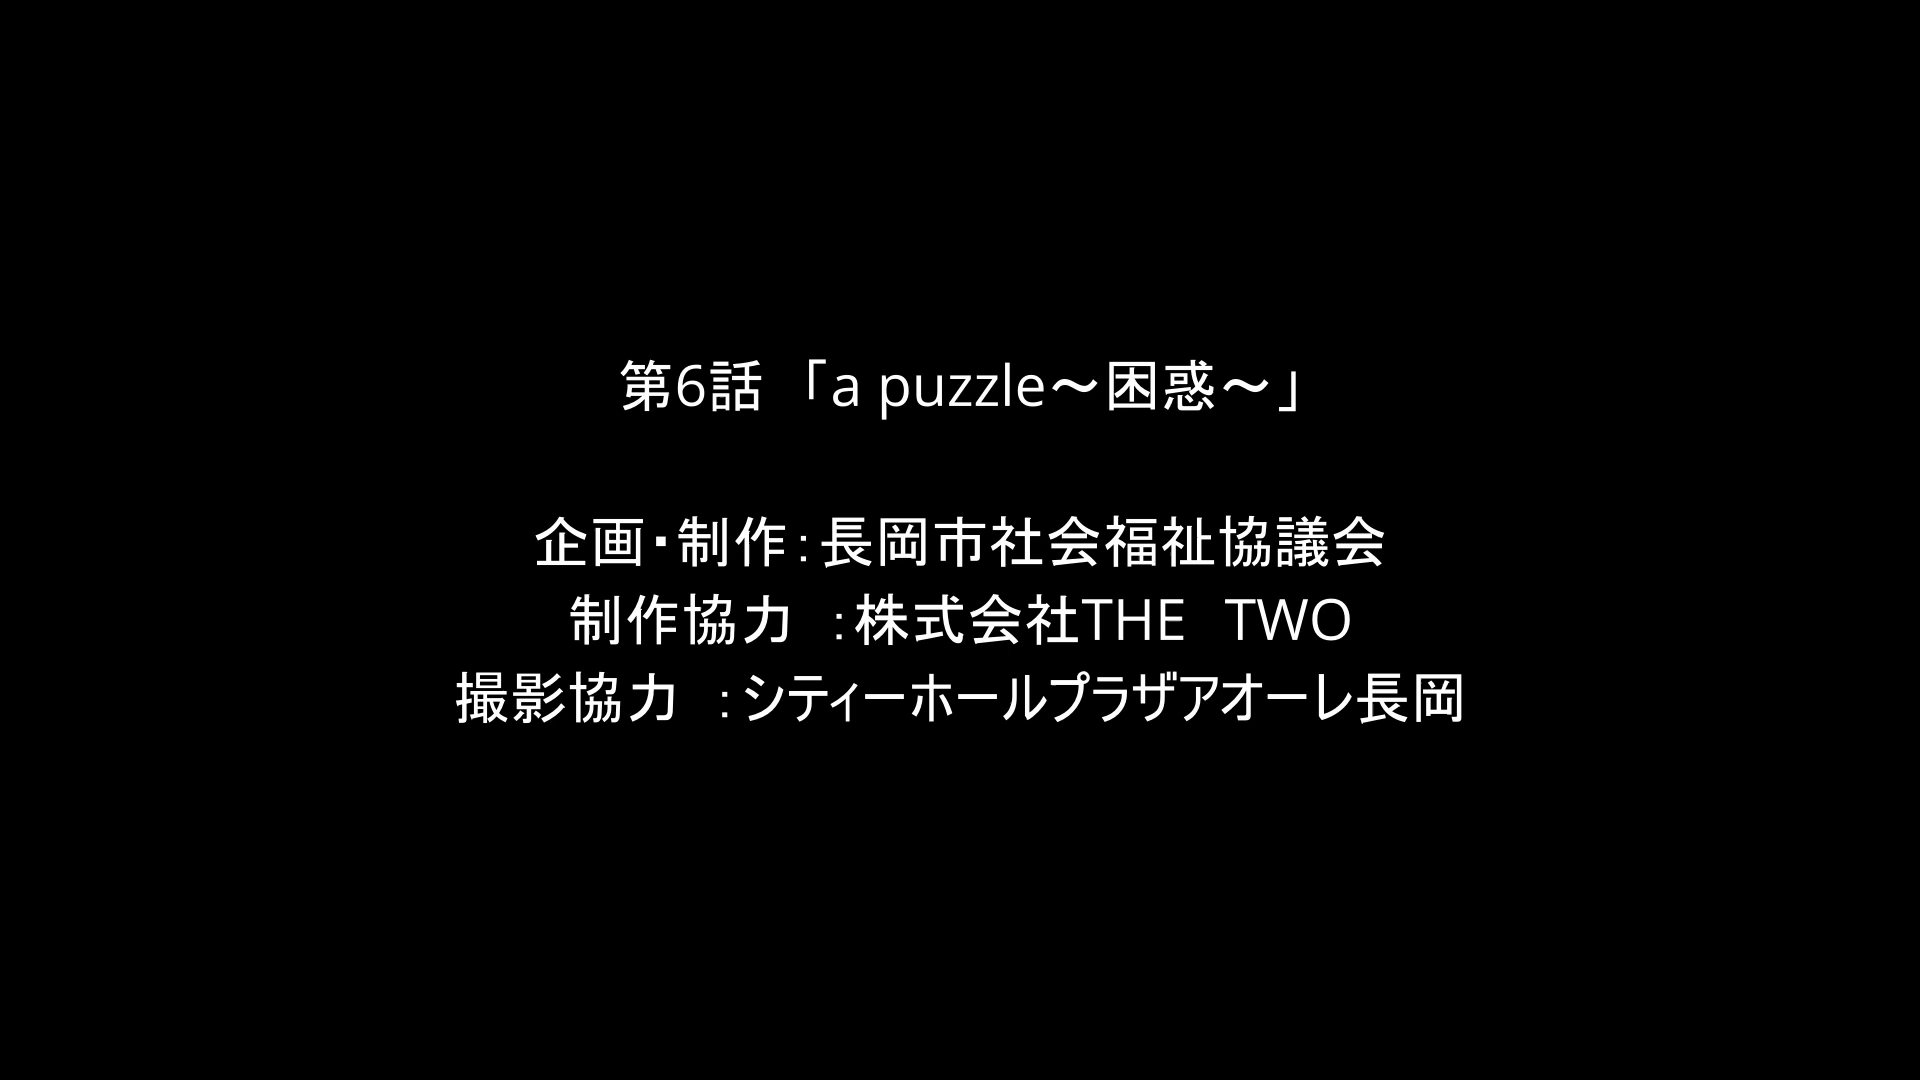 第6話　「a puzzle～困惑～」
企画・制作：長岡市社会福祉協議会
制作協力　：株式会社THE　TWO
撮影協力　：シティーホールプラザアオーレ長岡